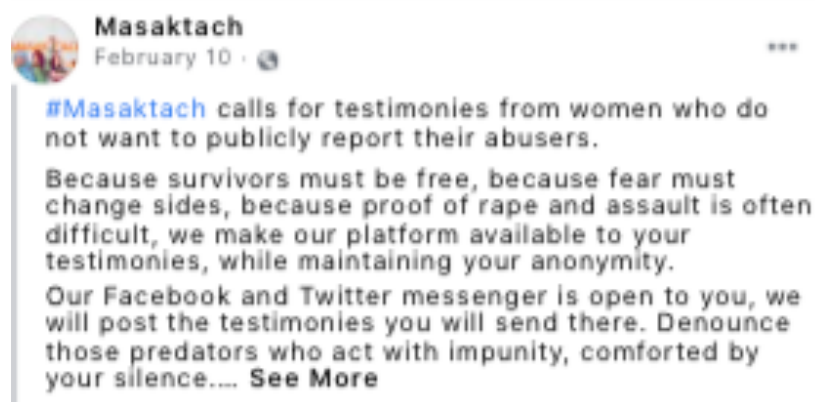 Masaktach
February 10 ·
#Masaktach calls for testimonies from women who do
not want to publicly report their abusers.
Because survivors must be free, because fear must
change sides, because proof of rape and assault is often
difficult, we make our platform available to your
testimonies, while maintaining your anonymity.
Our Facebook and Twitter messenger is open to you, we
will post the testimonies you will send there. Denounce
those predators who act with impunity, comforted by
your silence.... See More